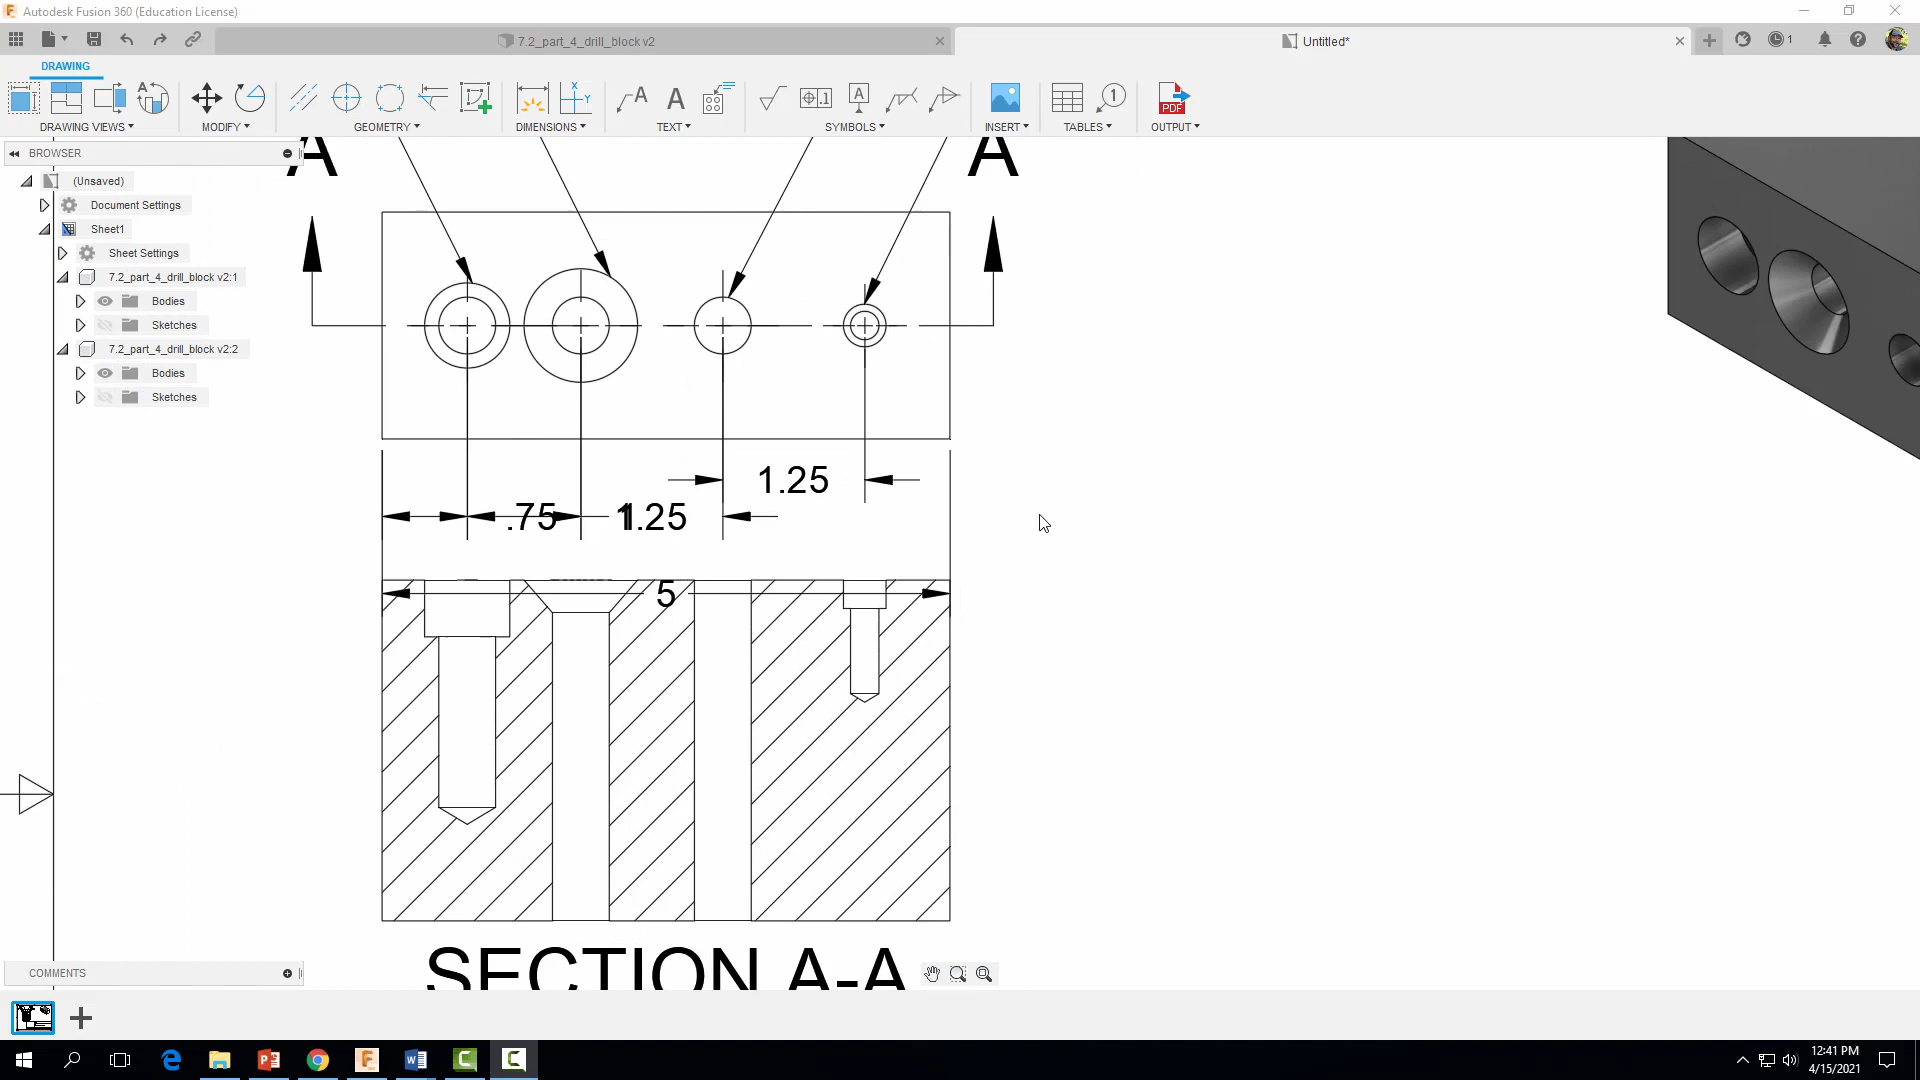 Autodesk Fusion 360 (Education License)
7.2_part_4_drill_block v2
Untitled*
1
DRAWING
DRAWING VIEWS
MODIFY
GEOMETRY
DIMENSIONS
TEXT
SYMBOLS
INSERT
TABLES
OUTPUT
BROWSER
(Unsaved)
Document Settings
Sheet1
Sheet Settings
7.2_part_4_drill_block v2:1
Bodies
Sketches
7.2_part_4_drill_block v2:2
Bodies
Sketches
A A
1.25
.75 1.25
5
SECTION A-A
COMMENTS
12:41 PM
4/15/2021